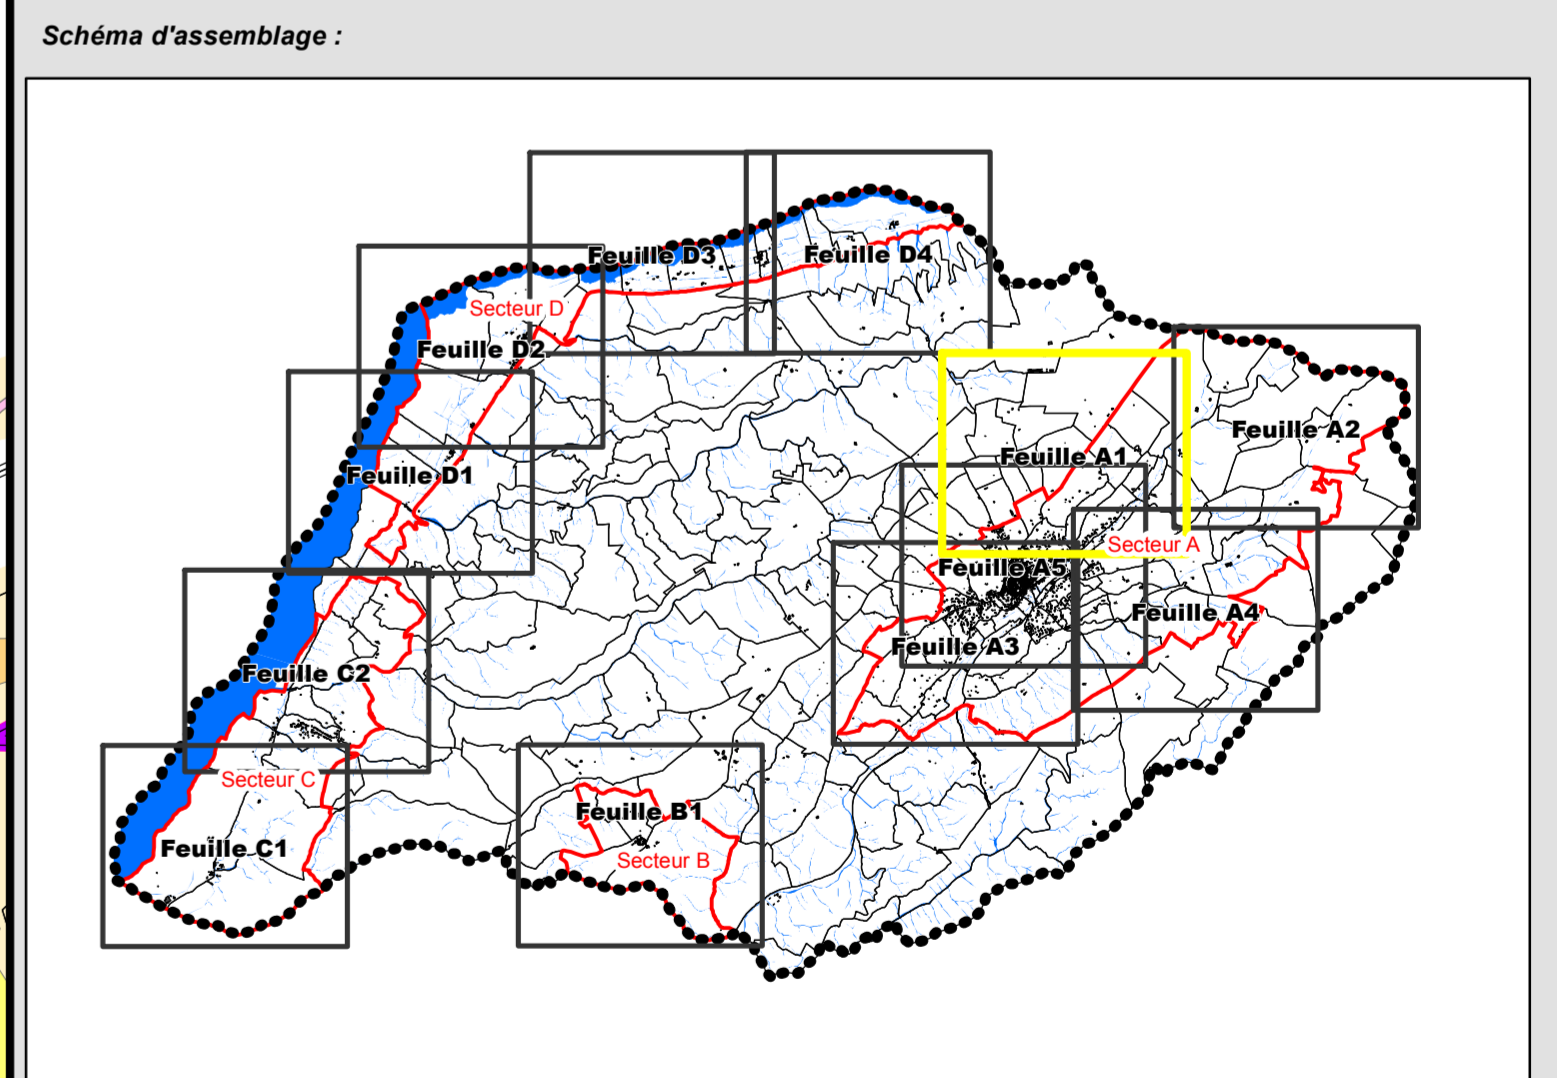 Schéma d'assemblage :
Feuille D3
Feuille D4
Secteur D
Feuille D2
Feuille A2
Feuille A1
Feuille D1
Secteur A
Feuille A5
Feuille A4
Feuille A3
Feuille C2
Secteur C
Feuille B1
Feuille C1
Secteur B